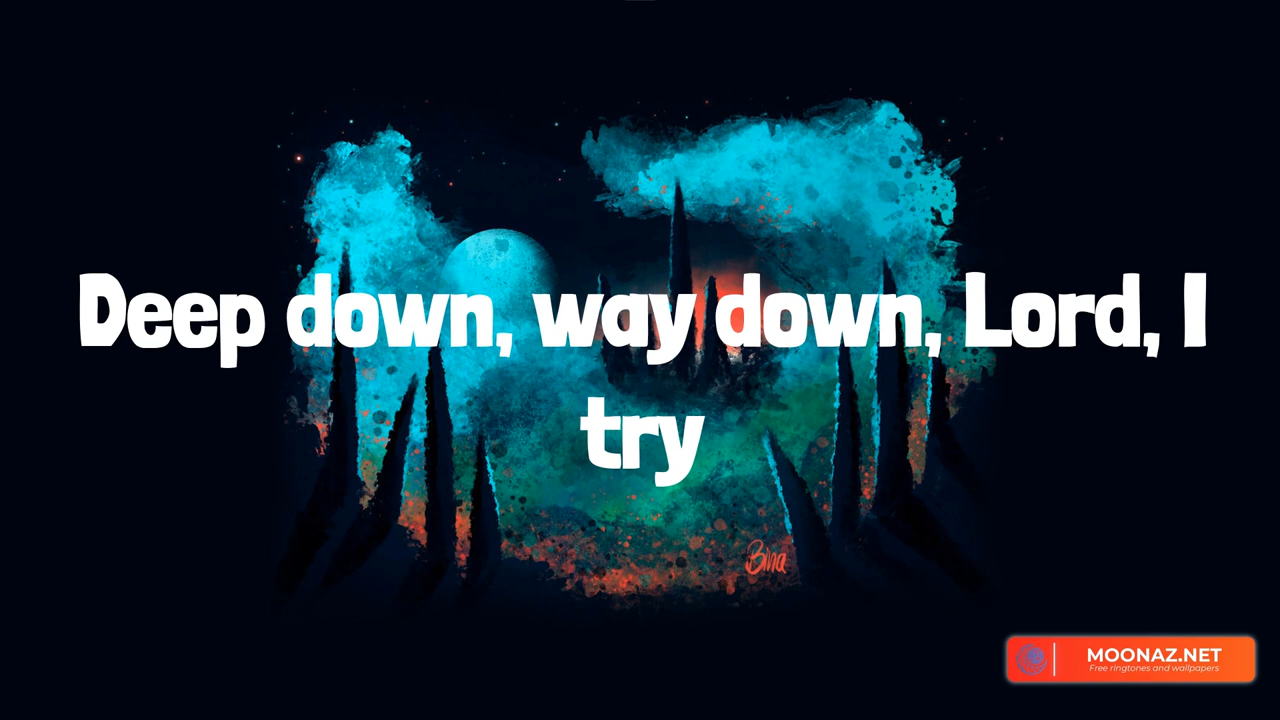 Deep down, way down, Lord, I
try
Bina
MOONAZ.NET
Free ringtones and wallpapers